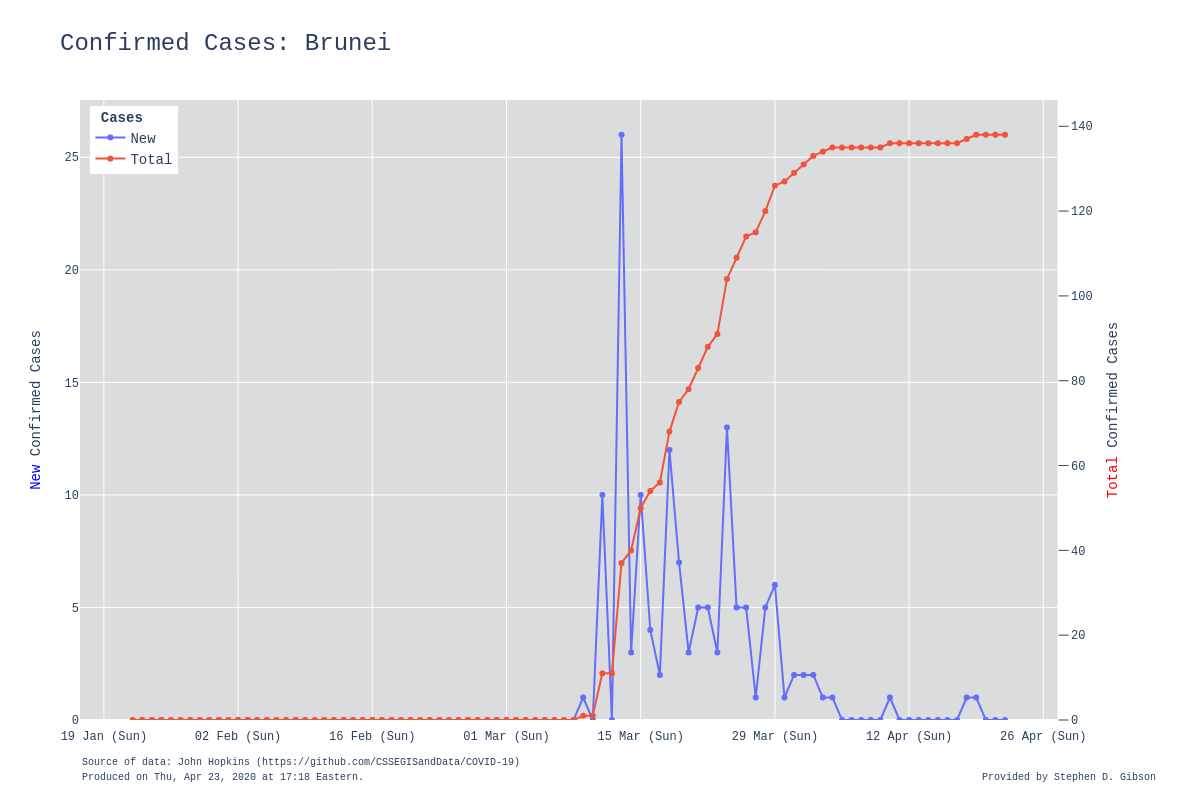 Confirmed Cases: Brunei
Cases
New
Total
25
20
15
10
5
0
140
120
100
80
60
40
20
0
New Confirmed Cases
Total Confirmed Cases
19 Jan (Sun) 02 Feb (Sun) 16 Feb (Sun) 01 Mar (Sun) 15 Mar (Sun) 29 Mar (Sun) 12 Apr (Sun) 26 Apr (Sun)
Source of data: John Hopkins (https://github.com/CSSEGISandData/COVID-19)
Produced on Thu, Apr 23, 2020 at 17:18 Eastern.
Provided by Stephen D. Gibson